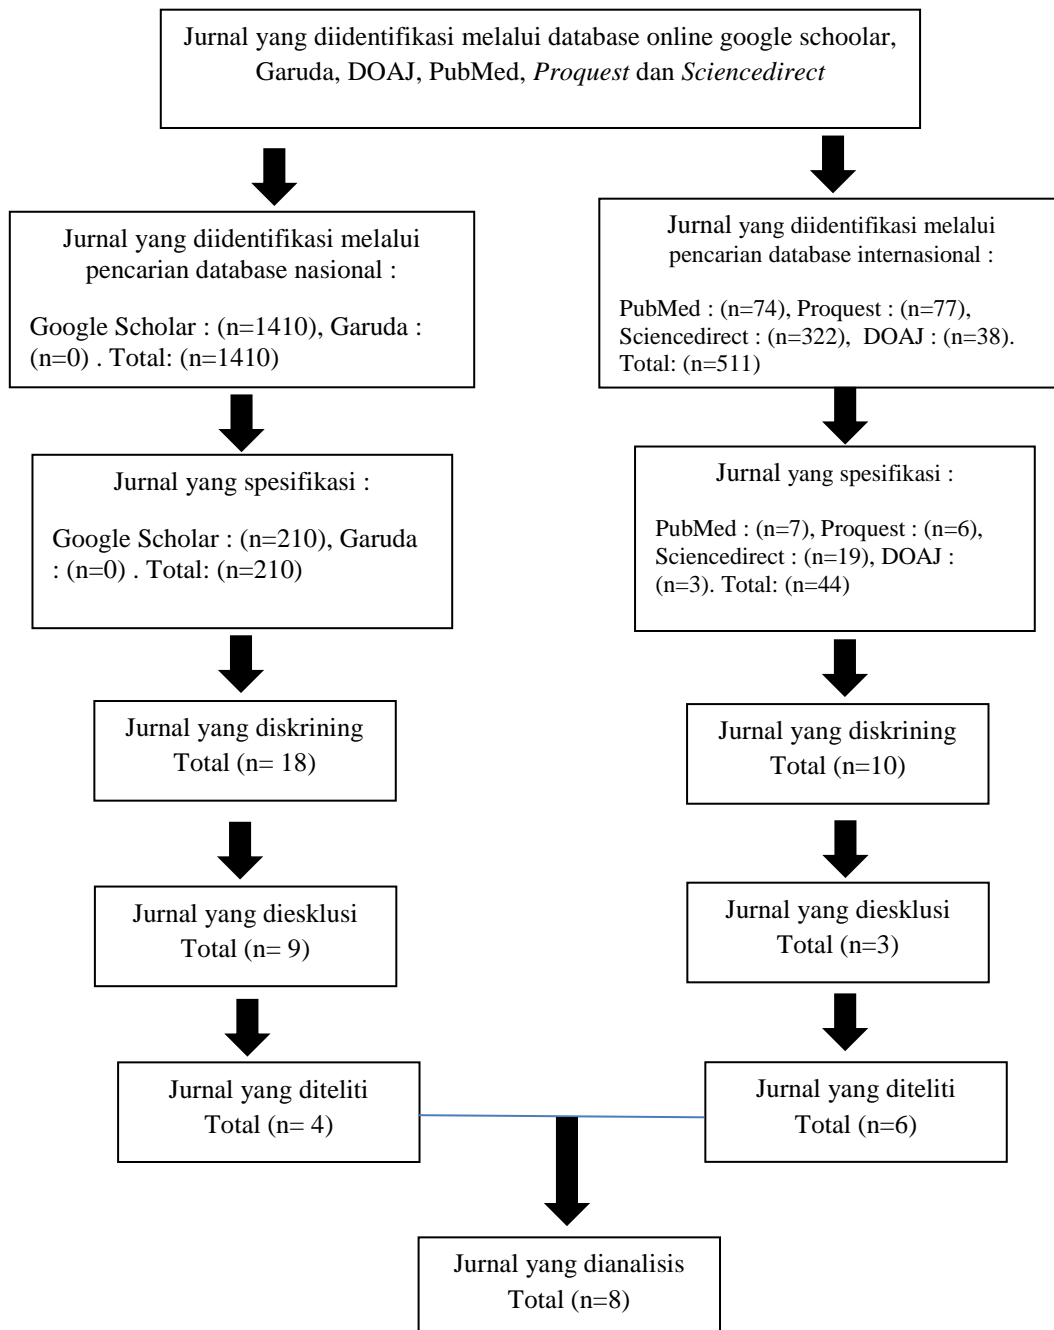 Jurnal yang diidentifikasi melalui database online google schoolar,
Garuda, DOAJ, PubMed, Proquest dan Sciencedirect
Jurnal yang diidentifikasi melalui
pencarian database nasional :
Google Scholar : (n=1410), Garuda :
(n=0) . Total: (n=1410)
Jurnal yang diidentifikasi melalui
pencarian database internasional :
PubMed : (n=74), Proquest : (n=77),
Sciencedirect : (n=322), DOAJ : (n=38).
Total: (n=511)
Jurnal yang spesifikasi :
Google Scholar : (n=210), Garuda
: (n=0) . Total: (n=210)
Jurnal yang spesifikasi :
PubMed : (n=7), Proquest : (n=6),
Sciencedirect : (n=19), DOAJ :
(n=3). Total: (n=44)
Jurnal yang diskrining
Total (n= 18)
Jurnal yang diskrining
Total (n=10)
Jurnal yang diesklusi
Total (n= 9)
Jurnal yang diesklusi
Total (n=3)
Jurnal yang diteliti
Total (n= 4)
Jurnal yang diteliti
Total (n=6)
Jurnal yang dianalisis
Total (n=8)